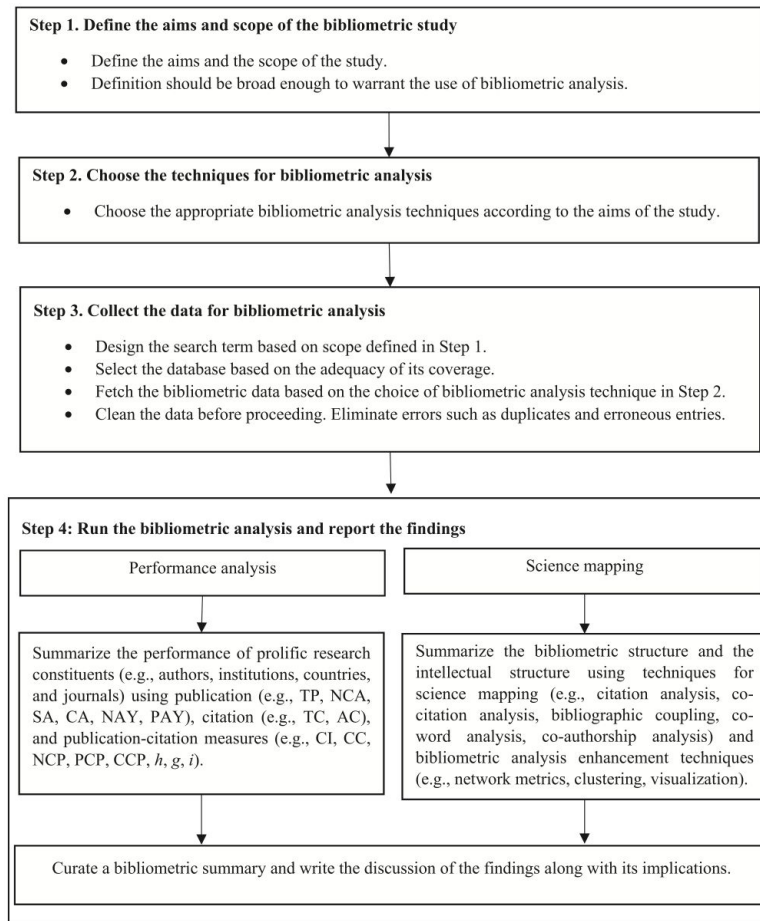 Step 1. Define the aims and scope of the bibliometric study
• Define the aims and the scope of the study.
• Definition should be broad enough to warrant the use of bibliometric analysis.
Step 2. Choose the techniques for bibliometric analysis
• Choose the appropriate bibliometric analysis techniques according to the aims of the study.
Step 3. Collect the data for bibliometric analysis
• Design the search term based on scope defined in Step 1.
• Select the database based on the adequacy of its coverage.
• Fetch the bibliometric data based on the choice of bibliometric analysis technique in Step 2.
• Clean the data before proceeding. Eliminate errors such as duplicates and erroneous entries.
Step 4: Run the bibliometric analysis and report the findings
Performance analysis
Summarize the performance of prolific research
constituents (e.g., authors, institutions, countries,
and journals) using publication (e.g., TP, NCA,
SA, CA, NAY, PAY), citation (e.g., TC, AC),
and publication-citation measures (e.g., CI, CC,
NCP, PCP, CCP, h, g, i).
Science mapping
Summarize the bibliometric structure and the
intellectual structure using techniques for
science mapping (e.g., citation analysis, co-
citation analysis, bibliographic coupling, co-
word analysis, co-authorship analysis) and
bibliometric analysis enhancement techniques
(e.g., network metrics, clustering, visualization).
Curate a bibliometric summary and write the discussion of the findings along with its implications.